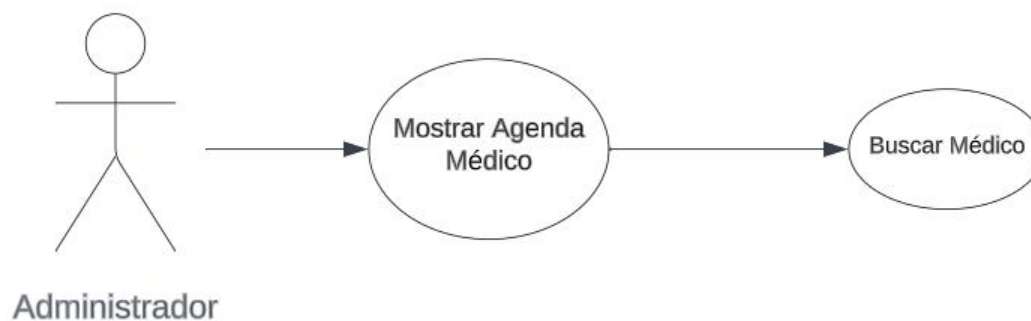 Mostrar Agenda
Médico
Buscar Médico
Administrador